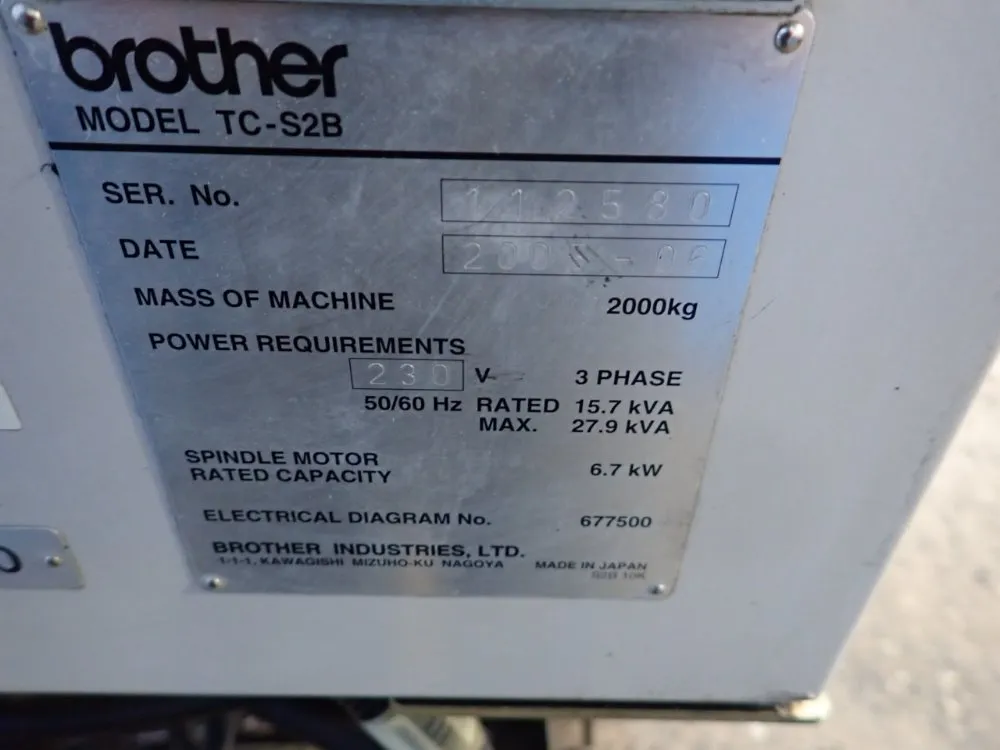 brother
MODEL TC-S2B
SER. No. 112580
DATE
MASS OF MACHINE 2000kg
POWER REQUIREMENTS
230 V 3 PHASE
50/60 Hz RATED 15.7 kVA
MAX. 27.9 kVA
SPINDLE MOTOR
RATED CAPACITY 6.7 kW
ELECTRICAL DIAGRAM No. 677500
BROTHER INDUSTRIES, LTD.
1-1-1, KAWAGISHI MIZUHO-KU NAGOYA MADE IN JAPAN
S2B 10K